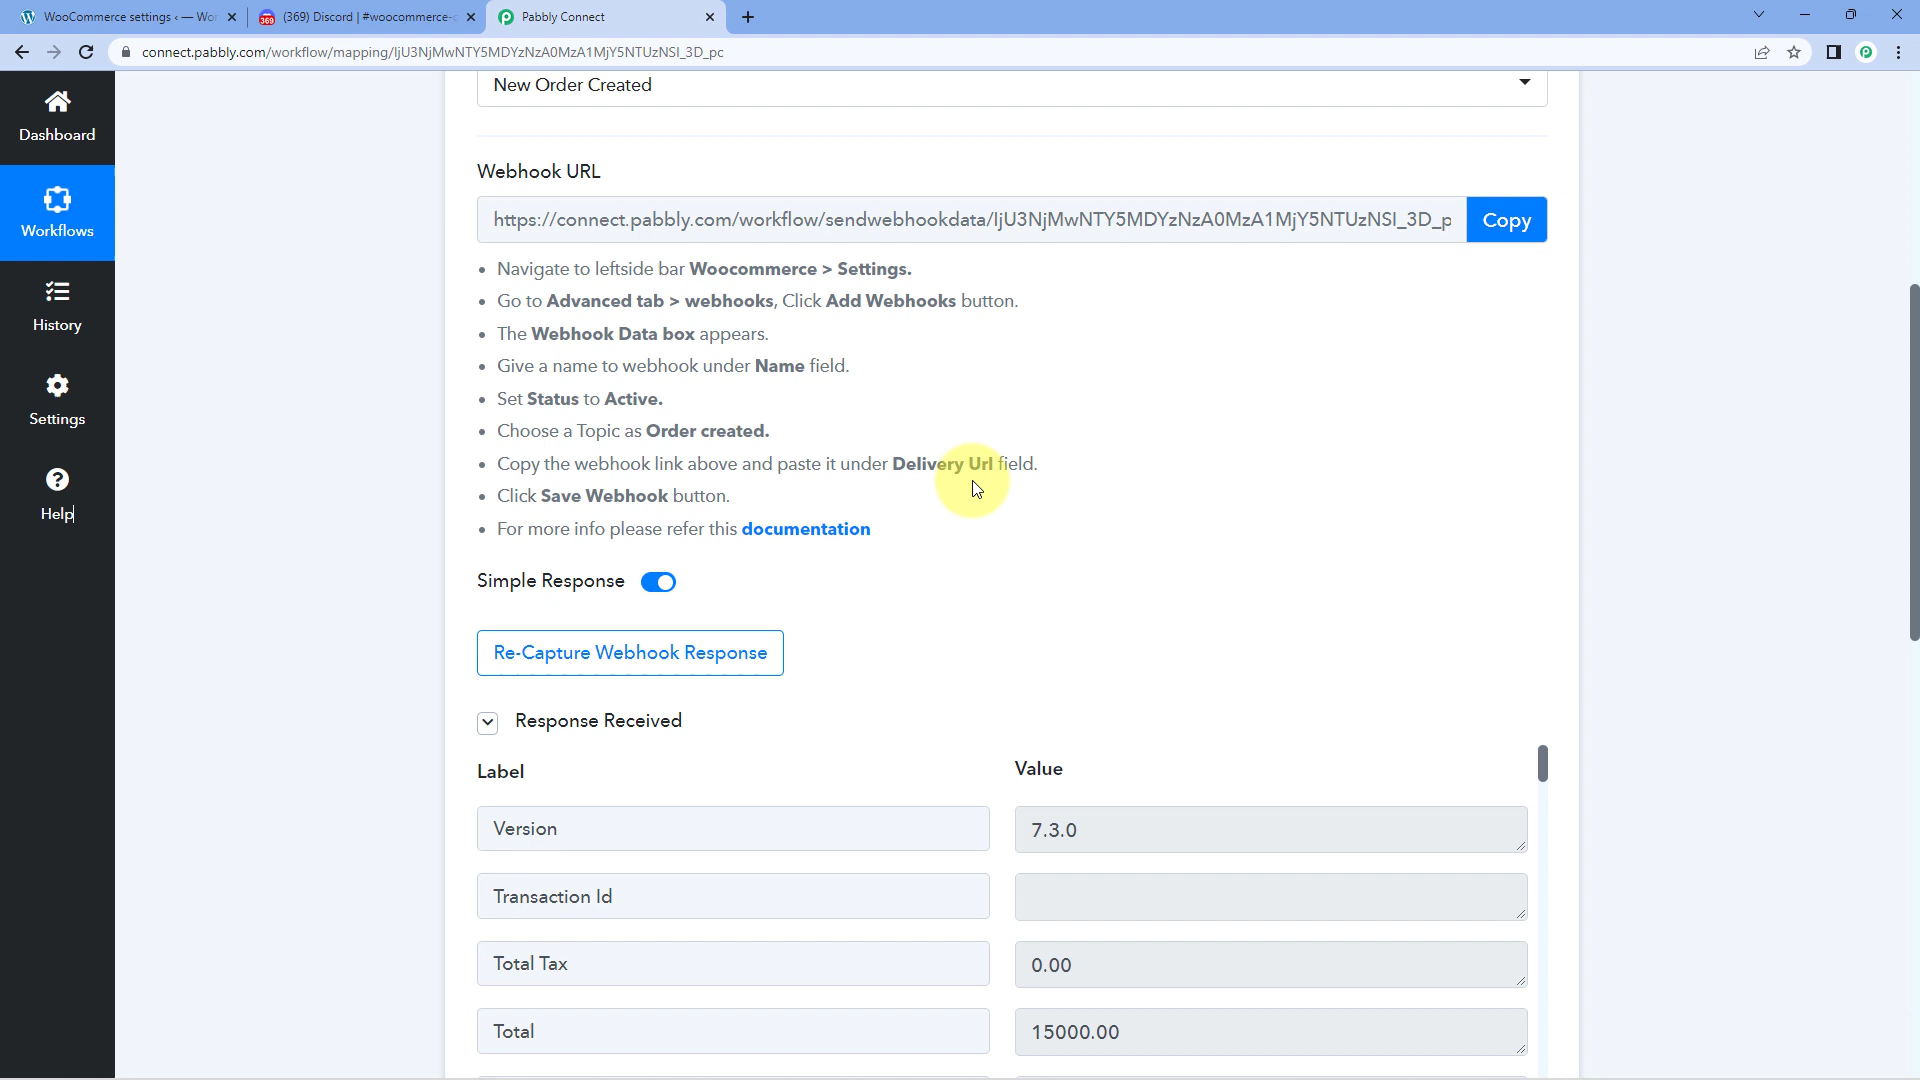 WooCommerce settings ‹ — Wor
(369) Discord | #woocommerce-c
Pabbly Connect
connect.pabbly.com/workflow/mapping/IjU3NjMwNTY5MDYzNzA0MzA1MjY5NTUzNSI_3D_pc
Dashboard
Workflows
History
Settings
Help
New Order Created
Webhook URL
https://connect.pabbly.com/workflow/sendwebhookdata/IjU3NjMwNTY5MDYzNzA0MzA1MjY5NTUzNSI_3D_p
Copy
• Navigate to leftside bar Woocommerce > Settings.
• Go to Advanced tab > webhooks, Click Add Webhooks button.
• The Webhook Data box appears.
• Give a name to webhook under Name field.
• Set Status to Active.
• Choose a Topic as Order created.
• Copy the webhook link above and paste it under Delivery Url field.
• Click Save Webhook button.
• For more info please refer this documentation
Simple Response
Re-Capture Webhook Response
Response Received
Label Value
Version 7.3.0
Transaction Id
Total Tax 0.00
Total 15000.00